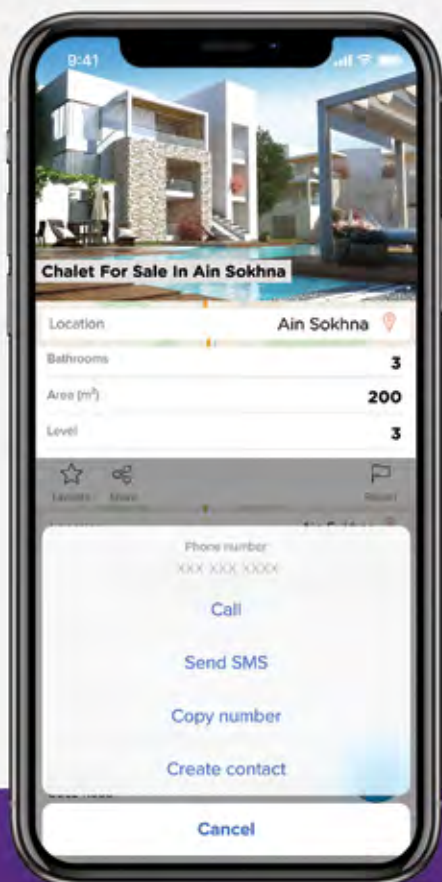 9:41
Chalet For Sale In Ain Sokhna
Location Ain Sokhna
Bathrooms 3
Area (m²) 200
Level 3
Share Report
Phone number
XXX XXX XXXX
Call
Send SMS
Copy number
Create contact
Cancel